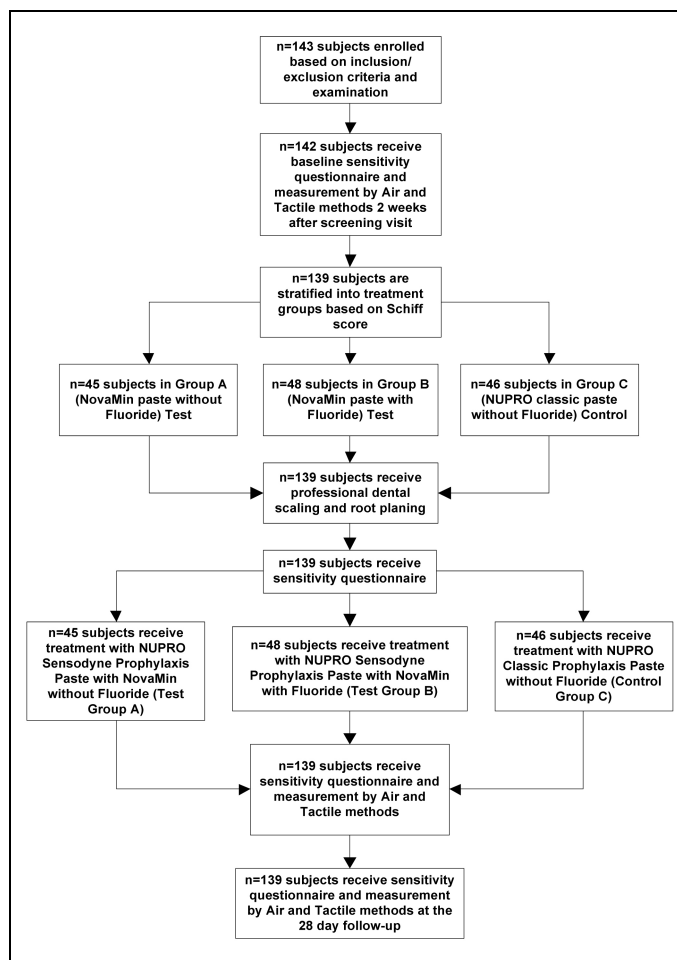 n=143 subjects enrolled
based on inclusion/
exclusion criteria and
examination
n=142 subjects receive
baseline sensitivity
questionnaire and
measurement by Air and
Tactile methods 2 weeks
after screening visit
n=139 subjects are
stratified into treatment
groups based on Schiff
score
n=45 subjects in Group A
(NovaMin paste without
Fluoride) Test
n=48 subjects in Group B
(NovaMin paste with
Fluoride) Test
n=46 subjects in Group C
(NUPRO classic paste
without Fluoride) Control
n=139 subjects receive
professional dental
scaling and root planing
n=139 subjects receive
sensitivity questionnaire
n=45 subjects receive
treatment with NUPRO
Sensodyne Prophylaxis
Paste with NovaMin
without Fluoride (Test
Group A)
n=48 subjects receive treatment
with NUPRO Sensodyne
Prophylaxis Paste with NovaMin
with Fluoride (Test Group B)
n=46 subjects receive
treatment with NUPRO
Classic Prophylaxis Paste
without Fluoride (Control
Group C)
n=139 subjects receive
sensitivity questionnaire and
measurement by Air and
Tactile methods
n=139 subjects receive sensitivity
questionnaire and measurement
by Air and Tactile methods at the
28 day follow-up